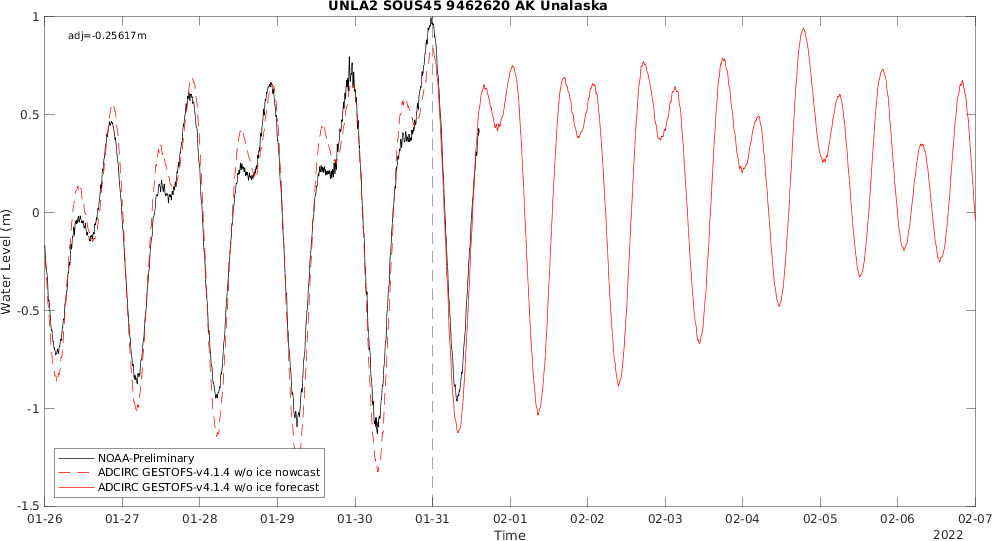 UNLA2 SOUS45 9462620 AK Unalaska
adj=-0.25617m
1
0.5
0
-0.5
-1
-1.5
Water Level (m)
NOAA-Preliminary
ADCIRC GESTOFS-v4.1.4 w/o ice nowcast
ADCIRC GESTOFS-v4.1.4 w/o ice forecast
01-26 01-27 01-28 01-29 01-30 01-31 02-01 02-02 02-03 02-04 02-05 02-06 02-07
Time
2022